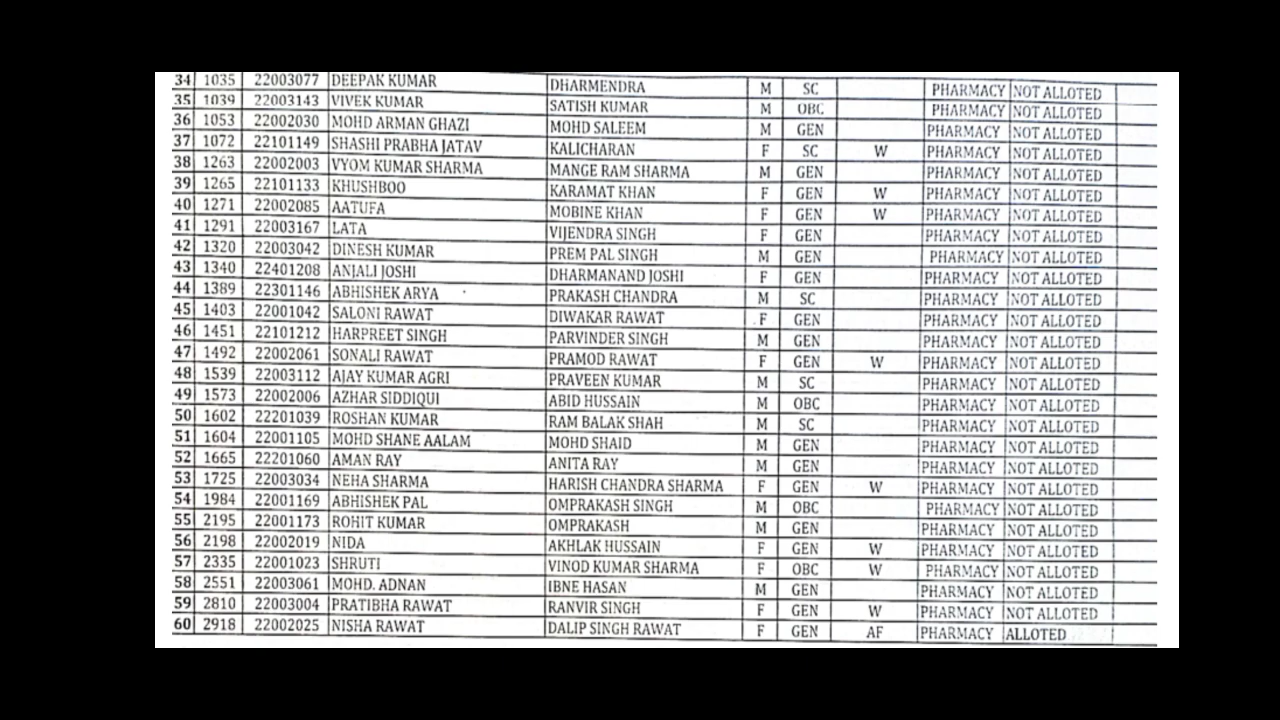 34 1035 22003077 DEEPAK KUMAR DHARMENDRA M SC PHARMACY NOT ALLOTED
35 1039 22003143 VIVEK KUMAR SATISH KUMAR M OBC PHARMACY NOT ALLOTED
36 1053 22002030 MOHD ARMAN GHAZI MOHD SALEEM M GEN PHARMACY NOT ALLOTED
37 1072 22101149 SHASHI PRABHA JATAV KALICHARAN F SC W PHARMACY NOT ALLOTED
38 1263 22002003 VYOM KUMAR SHARMA MANGE RAM SHARMA M GEN PHARMACY NOT ALLOTED
39 1265 22101133 KHUSHBOO KARAMAT KHAN F GEN W PHARMACY NOT ALLOTED
40 1271 22002085 AATUFA MOBINE KHAN F GEN W PHARMACY NOT ALLOTED
41 1291 22003167 LATA VIJENDRA SINGH F GEN PHARMACY NOT ALLOTED
42 1320 22003042 DINESH KUMAR PREM PAL SINGH M GEN PHARMACY NOT ALLOTED
43 1340 22401208 ANJALI JOSHI DHARMANAND JOSHI F GEN PHARMACY NOT ALLOTED
44 1389 22301146 ABHISHEK ARYA PRAKASH CHANDRA M SC PHARMACY NOT ALLOTED
45 1403 22001042 SALONI RAWAT DIWAKAR RAWAT F GEN PHARMACY NOT ALLOTED
46 1451 22101212 HARPREET SINGH PARVINDER SINGH M GEN PHARMACY NOT ALLOTED
47 1492 22002061 SONALI RAWAT PRAMOD RAWAT F GEN W PHARMACY NOT ALLOTED
48 1539 22003112 AJAY KUMAR AGRI PRAVEEN KUMAR M SC PHARMACY NOT ALLOTED
49 1573 22002006 AZHAR SIDDIQUI ABID HUSSAIN M OBC PHARMACY NOT ALLOTED
50 1602 22201039 ROSHAN KUMAR RAM BALAK SHAH M SC PHARMACY NOT ALLOTED
51 1604 22001105 MOHD SHANE AALAM MOHD SHAID M GEN PHARMACY NOT ALLOTED
52 1665 22201060 AMAN RAY ANITA RAY M GEN PHARMACY NOT ALLOTED
53 1725 22003034 NEHA SHARMA HARISH CHANDRA SHARMA F GEN W PHARMACY NOT ALLOTED
54 1984 22001169 ABHISHEK PAL OMPRAKASH SINGH M OBC PHARMACY NOT ALLOTED
55 2195 22001173 ROHIT KUMAR OMPRAKASH M GEN PHARMACY NOT ALLOTED
56 2198 22002019 NIDA AKHLAK HUSSAIN F GEN W PHARMACY NOT ALLOTED
57 2335 22001023 SHRUTI VINOD KUMAR SHARMA F OBC W PHARMACY NOT ALLOTED
58 2551 22003061 MOHD. ADNAN IBNE HASAN M GEN PHARMACY NOT ALLOTED
59 2810 22003004 PRATIBHA RAWAT RANVIR SINGH F GEN W PHARMACY NOT ALLOTED
60 2918 22002025 NISHA RAWAT DALIP SINGH RAWAT F GEN AF PHARMACY ALLOTED